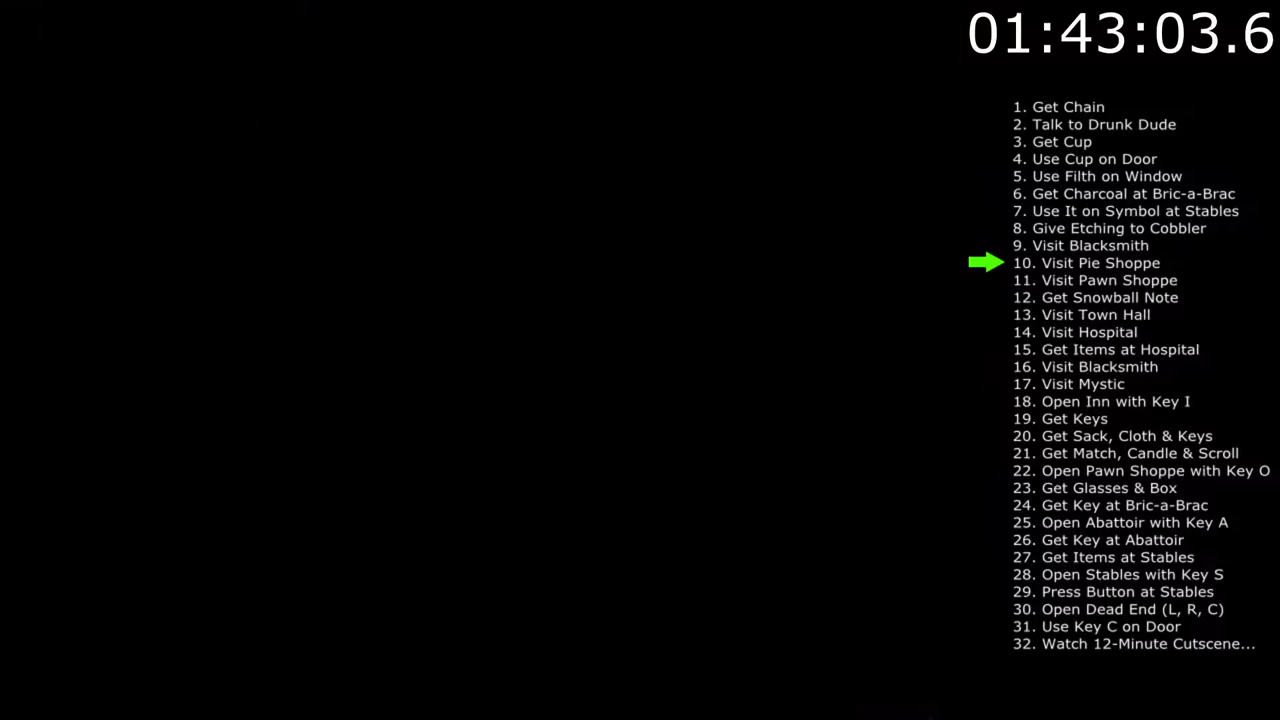 01:43:03.6
1. Get Chain
2. Talk to Drunk Dude
3. Get Cup
4. Use Cup on Door
5. Use Filth on Window
6. Get Charcoal at Bric-a-Brac
7. Use It on Symbol at Stables
8. Give Etching to Cobbler
9. Visit Blacksmith
10. Visit Pie Shoppe
11. Visit Pawn Shoppe
12. Get Snowball Note
13. Visit Town Hall
14. Visit Hospital
15. Get Items at Hospital
16. Visit Blacksmith
17. Visit Mystic
18. Open Inn with Key I
19. Get Keys
20. Get Sack, Cloth & Keys
21. Get Match, Candle & Scroll
22. Open Pawn Shoppe with Key O
23. Get Glasses & Box
24. Get Key at Bric-a-Brac
25. Open Abattoir with Key A
26. Get Key at Abattoir
27. Get Items at Stables
28. Open Stables with Key S
29. Press Button at Stables
30. Open Dead End (L, R, C)
31. Use Key C on Door
32. Watch 12-Minute Cutscene...